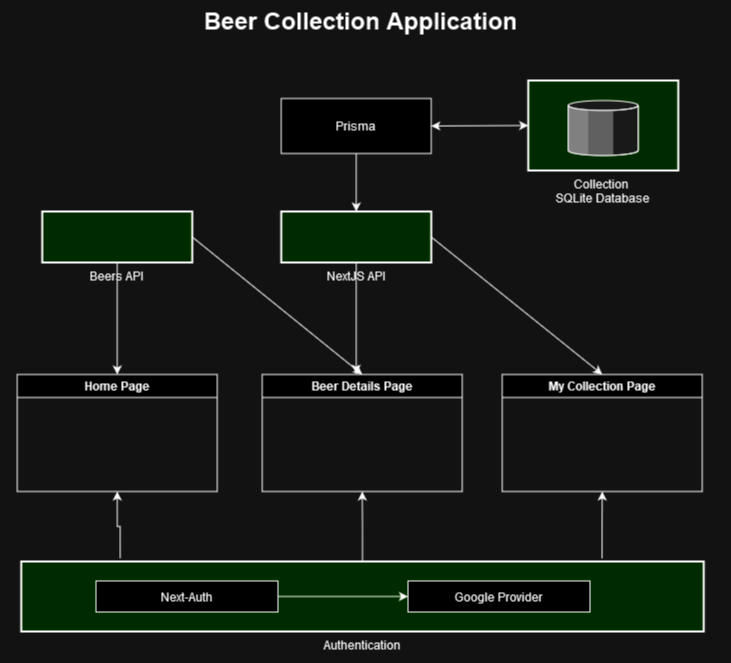 Beer Collection Application
Prisma
Collection
SQLite Database
Beers API
NextJS API
Home Page
Beer Details Page
My Collection Page
Next-Auth
Google Provider
Authentication